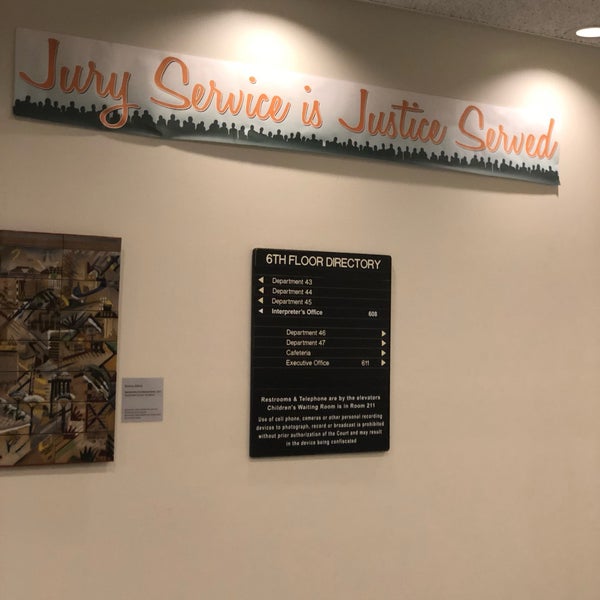 Jury Service is Justice Served
6TH FLOOR DIRECTORY
Department 43
Department 44
Department 45
Interpreter's Office 608
Department 46
Department 47
Cafeteria
Executive Office 611
Restrooms & Telephone are by the elevators
Children's Waiting Room is in Room 211
Use of cell phone, cameras or other personal recording
devices to photograph, record or broadcast is prohibited
without prior authorization of the Court and may result
in the device being confiscated